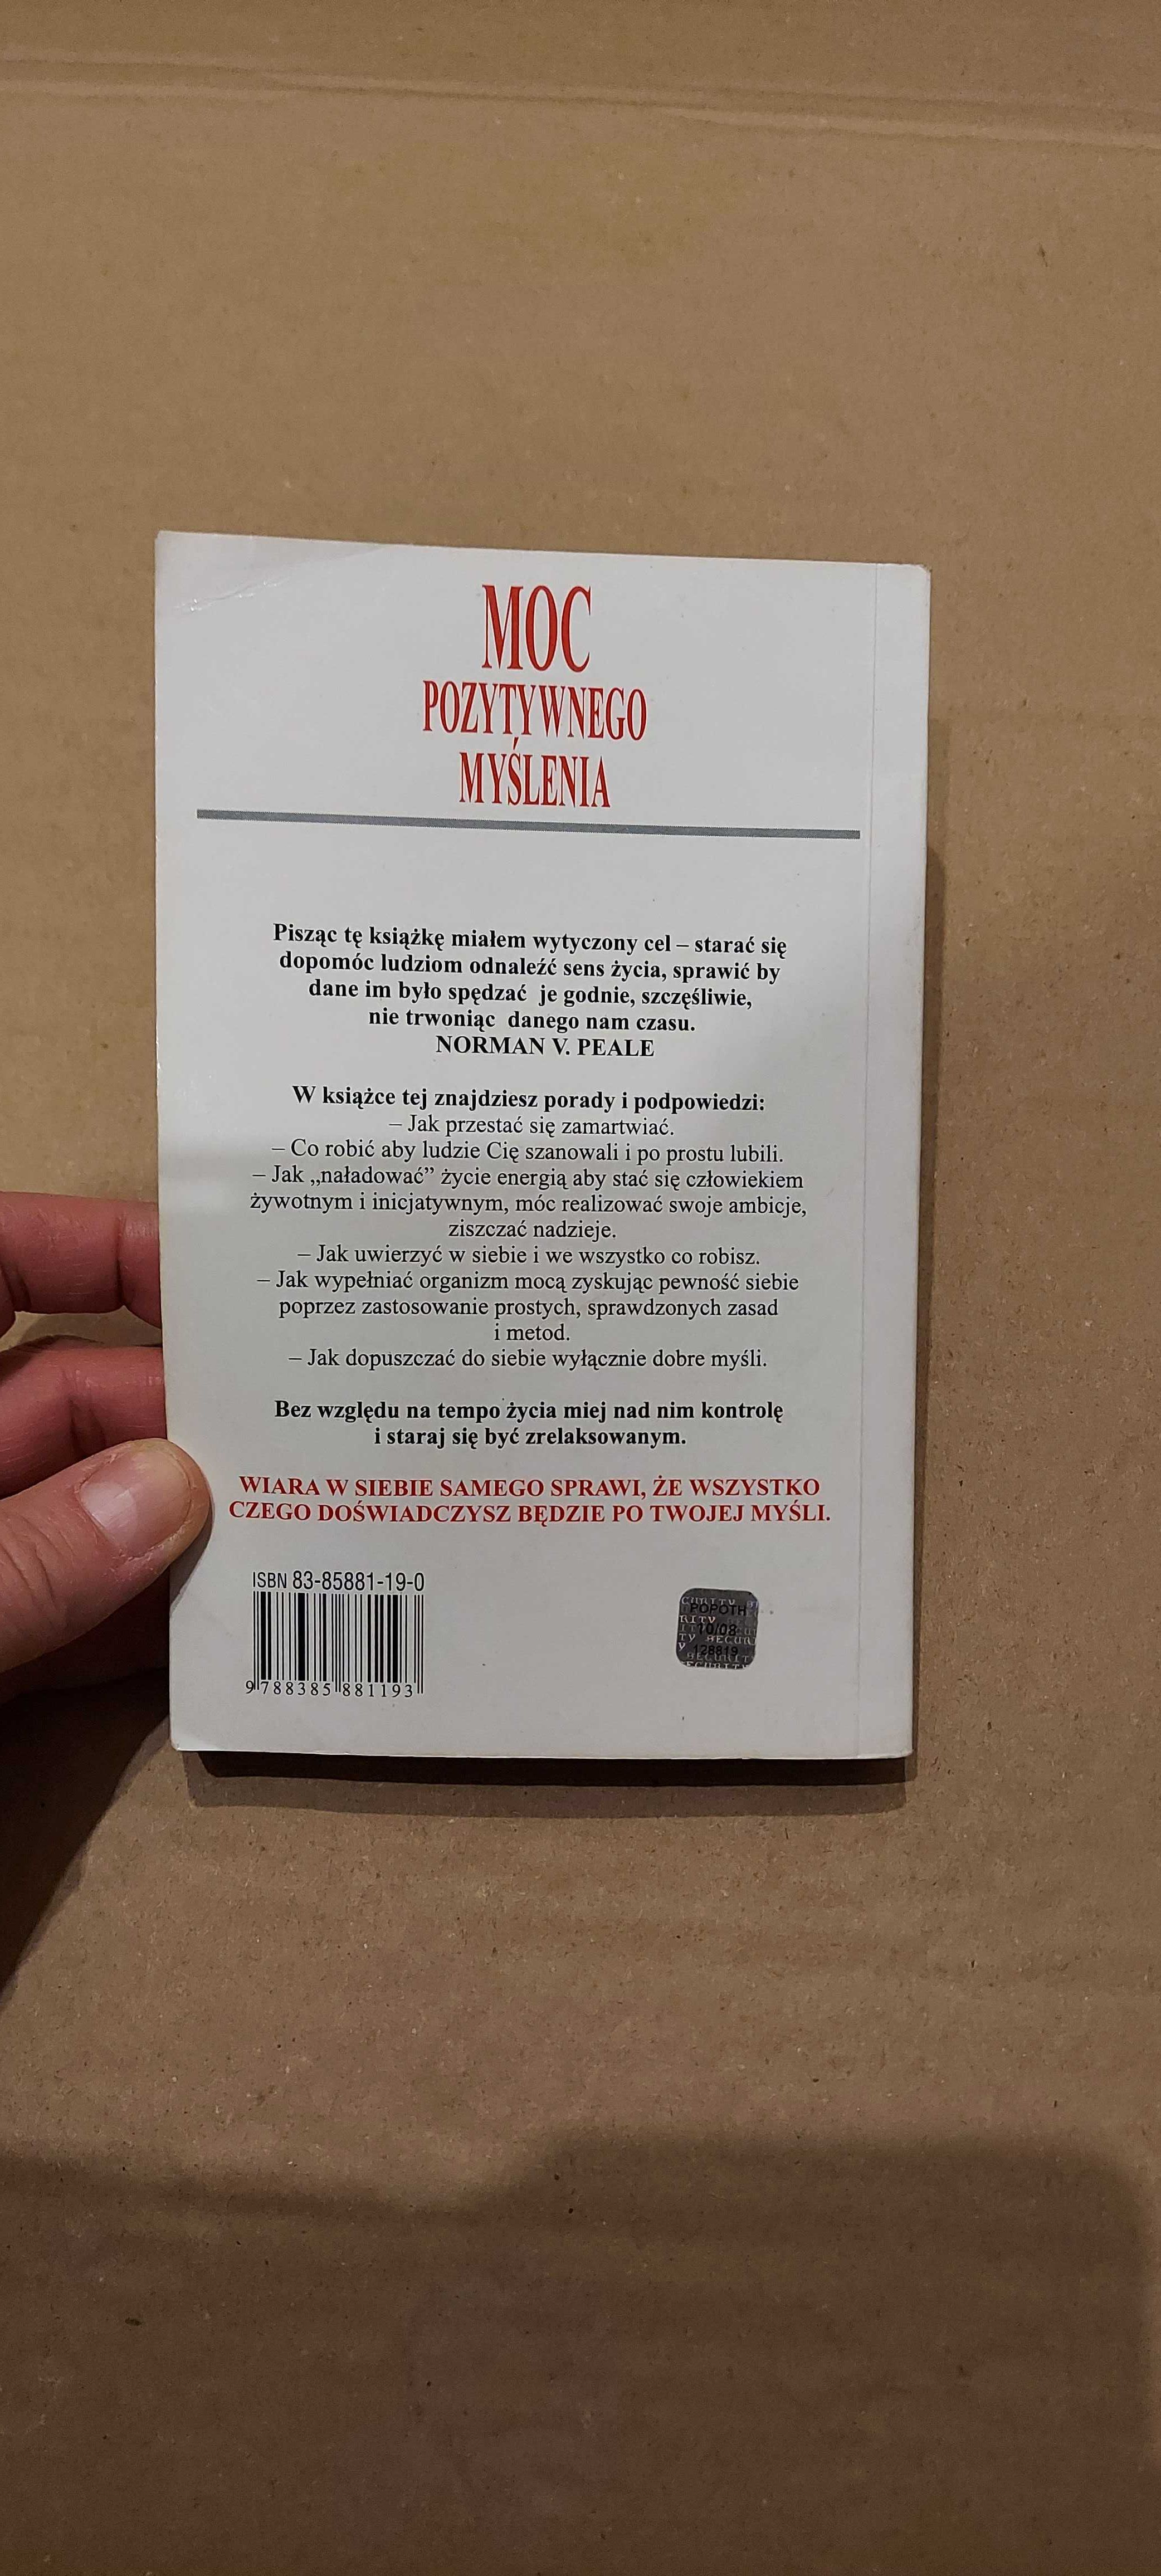 MOC
POZYTYWNEGO
MYŚLENIA
Pisząc tę książkę miałem wytyczony cel – starać się
dopomóc ludziom odnaleźć sens życia, sprawić by
dane im było spędzać je godnie, szczęśliwie,
nie trwoniąc danego nam czasu.
NORMAN V. PEALE
W książce tej znajdziesz porady i podpowiedzi:
– Jak przestać się zamartwiać.
– Co robić aby ludzie Cię szanowali i po prostu lubili.
– Jak „naładować” życie energią aby stać się człowiekiem
żywotnym i inicjatywnym, móc realizować swoje ambicje,
ziszczać nadzieje.
– Jak uwierzyć w siebie i we wszystko co robisz.
– Jak wypełniać organizm mocą zyskując pewność siebie
poprzez zastosowanie prostych, sprawdzonych zasad
i metod.
– Jak dopuszczać do siebie wyłącznie dobre myśli.
Bez względu na tempo życia miej nad nim kontrolę
i staraj się być zrelaksowanym.
WIARA W SIEBIE SAMEGO SPRAWI, ŻE WSZYSTKO
CZEGO DOŚWIADCZYSZ BĘDZIE PO TWOJEJ MYŚLI.
ISBN 83-85881-19-0
9 788385 881193
POPOTH
10/08
128819